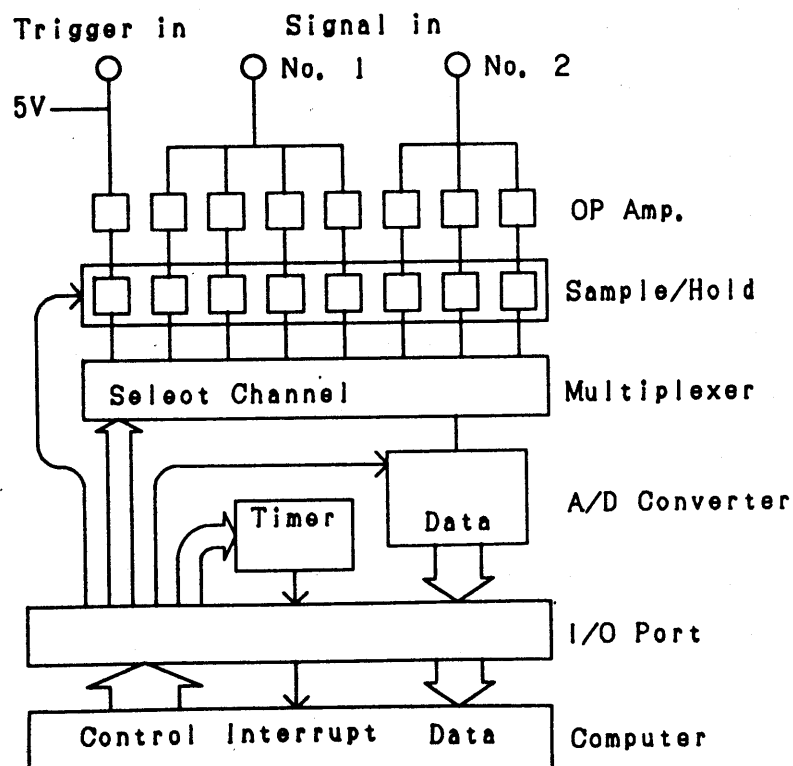 Trigger in
Signal in
No. 1
No. 2
5V
OP Amp.
Sample/Hold
Select Channel
Multiplexer
A/D Converter
Timer
Data
I/O Port
Control Interrupt Data
Computer